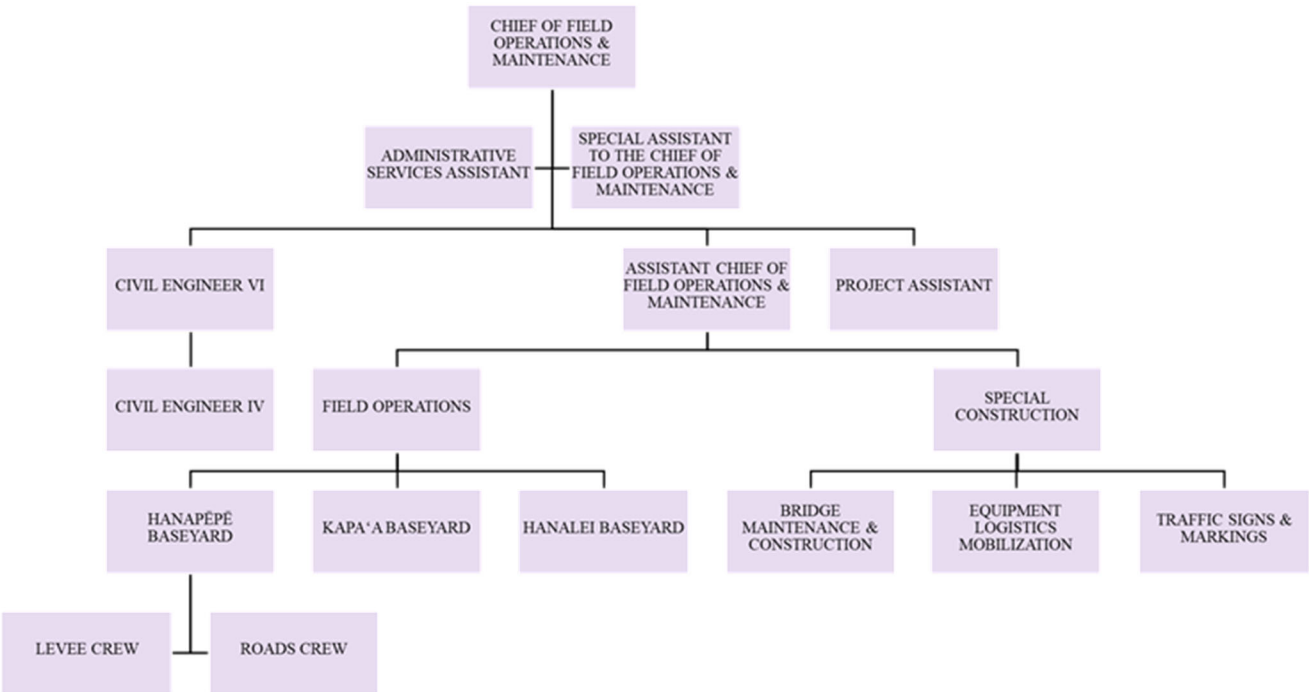 CHIEF OF FIELD
OPERATIONS &
MAINTENANCE
ADMINISTRATIVE
SERVICES ASSISTANT
SPECIAL ASSISTANT
TO THE CHIEF OF
FIELD OPERATIONS &
MAINTENANCE
CIVIL ENGINEER VI
ASSISTANT CHIEF OF
FIELD OPERATIONS &
MAINTENANCE
PROJECT ASSISTANT
CIVIL ENGINEER IV
FIELD OPERATIONS
SPECIAL
CONSTRUCTION
HANAPĒPĒ
BASEYARD
KAPAʻA BASEYARD
HANALEI BASEYARD
BRIDGE
MAINTENANCE &
CONSTRUCTION
EQUIPMENT
LOGISTICS
MOBILIZATION
TRAFFIC SIGNS &
MARKINGS
LEVEE CREW
ROADS CREW